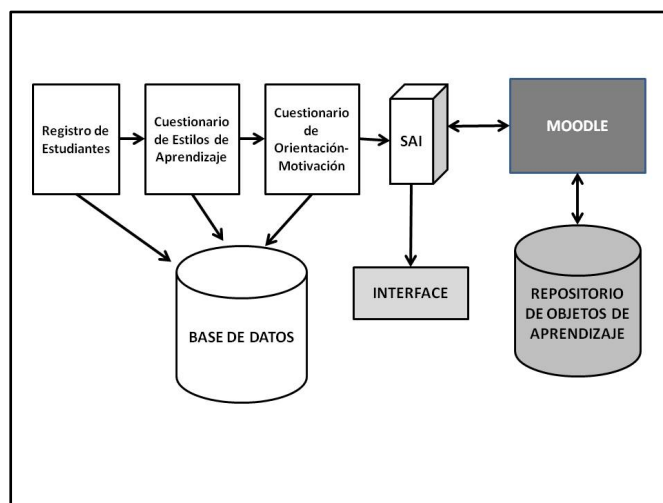 Registro de
Estudiantes
Cuestionario
de Estilos de
Aprendizaje
Cuestionario
de
Orientación-
Motivación
SAI
MOODLE
BASE DE DATOS
INTERFACE
REPOSITORIO
DE OBJETOS DE
APRENDIZAJE